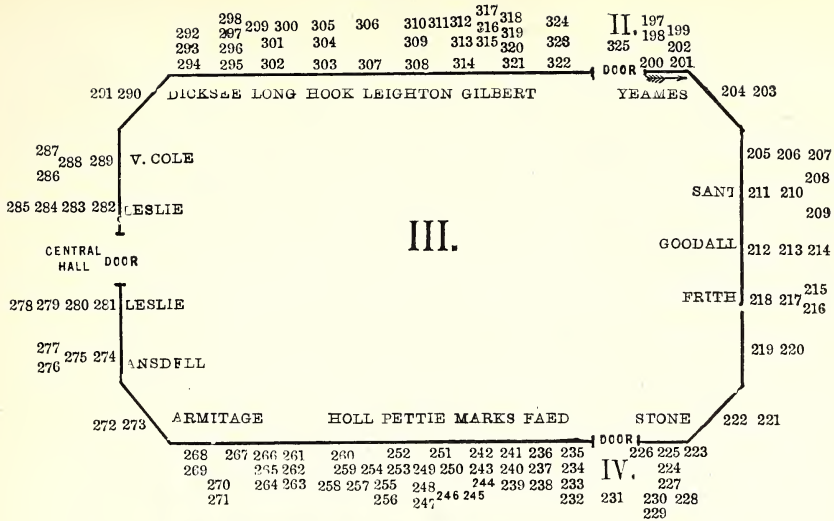 317
298 310 311 312 318 324 II. 197
292 297 299 300 305 306 316 198 199
293 296 301 304 309 313 315 319 328 325 202
320
294 295 302 303 307 308 314 321 322 DOOR 200 201
291 290 DICKSEE LONG HOOK LEIGHTON GILBERT YEAMES 204 203
287 288 289 V. COLE 205 206 207
286 208
285 284 283 282 LESLIE SANT 211 210
209
III.
CENTRAL HALL DOOR GOODALL 212 213 214
278 279 280 281 LESLIE FRITH 218 217 215
216
277 275 274 ANSDELL 219 220
276
272 273 ARMITAGE HOLL PETTIE MARKS FAED STONE 222 221
DOOR
268 267 266 261 260 252 251 242 241 236 235 226 225 223
269 265 262 259 254 253 249 250 243 240 237 234 IV. 224
270 264 263 258 257 255 248 244 239 238 233 227
271 256 247 246 245 232 231 230 228
229